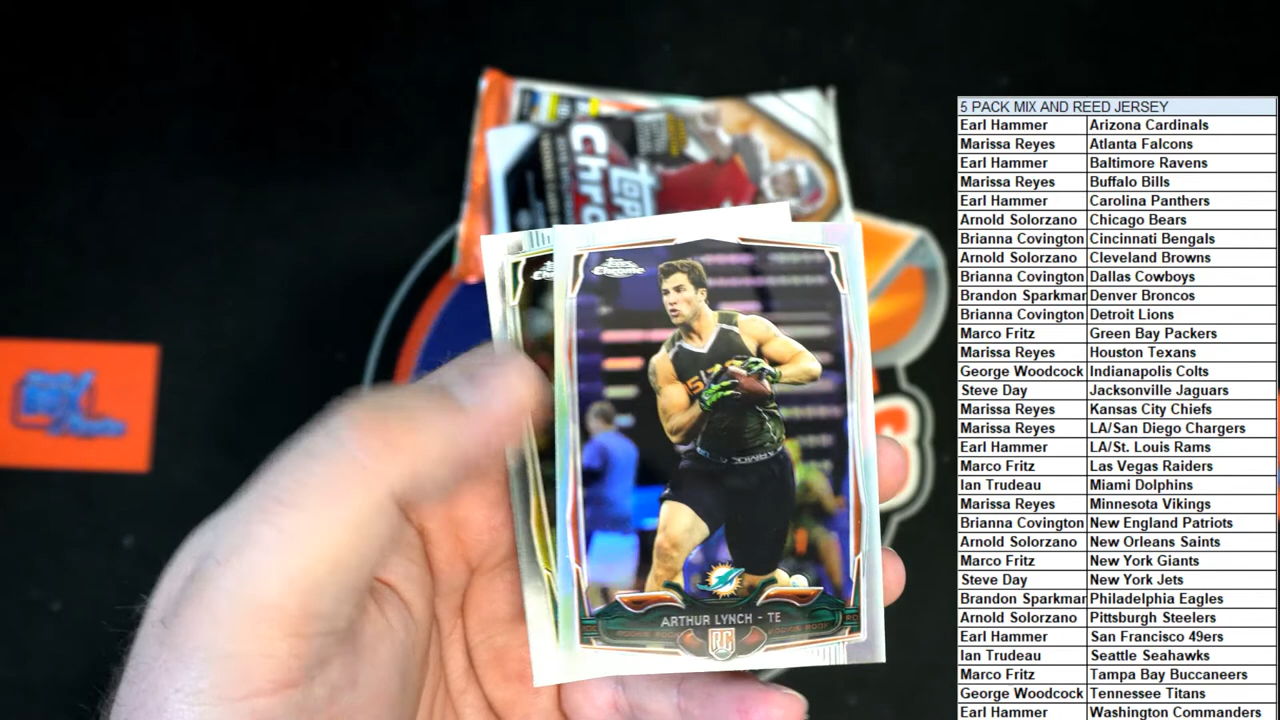 5 PACK MIX AND REED JERSEY
Earl Hammer Arizona Cardinals
Marissa Reyes Atlanta Falcons
Earl Hammer Baltimore Ravens
Marissa Reyes Buffalo Bills
Earl Hammer Carolina Panthers
Arnold Solorzano Chicago Bears
Brianna Covington Cincinnati Bengals
Arnold Solorzano Cleveland Browns
Brianna Covington Dallas Cowboys
Brandon Sparkmar Denver Broncos
Brianna Covington Detroit Lions
Marco Fritz Green Bay Packers
Marissa Reyes Houston Texans
George Woodcock Indianapolis Colts
Steve Day Jacksonville Jaguars
Marissa Reyes Kansas City Chiefs
Marissa Reyes LA/San Diego Chargers
Earl Hammer LA/St. Louis Rams
Marco Fritz Las Vegas Raiders
Ian Trudeau Miami Dolphins
Marissa Reyes Minnesota Vikings
Brianna Covington New England Patriots
Arnold Solorzano New Orleans Saints
Marco Fritz New York Giants
Steve Day New York Jets
Brandon Sparkmar Philadelphia Eagles
Arnold Solorzano Pittsburgh Steelers
Earl Hammer San Francisco 49ers
Ian Trudeau Seattle Seahawks
Marco Fritz Tampa Bay Buccaneers
George Woodcock Tennessee Titans
Earl Hammer Washington Commanders
Topps
Chrome
ARTHUR LYNCH - TE
RC